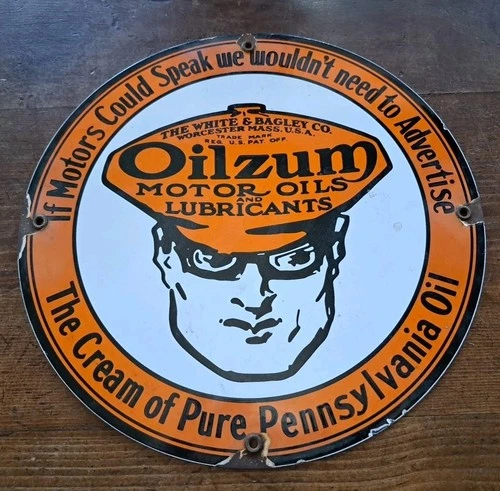 If Motors Could Speak we wouldn't need to Advertise
THE WHITE & BAGLEY CO.
WORCESTER MASS. U.S.A.
TRADE MARK
REG. U.S. PAT OFF.
Oilzum
MOTOR OILS
AND
LUBRICANTS
The Cream of Pure Pennsylvania Oil